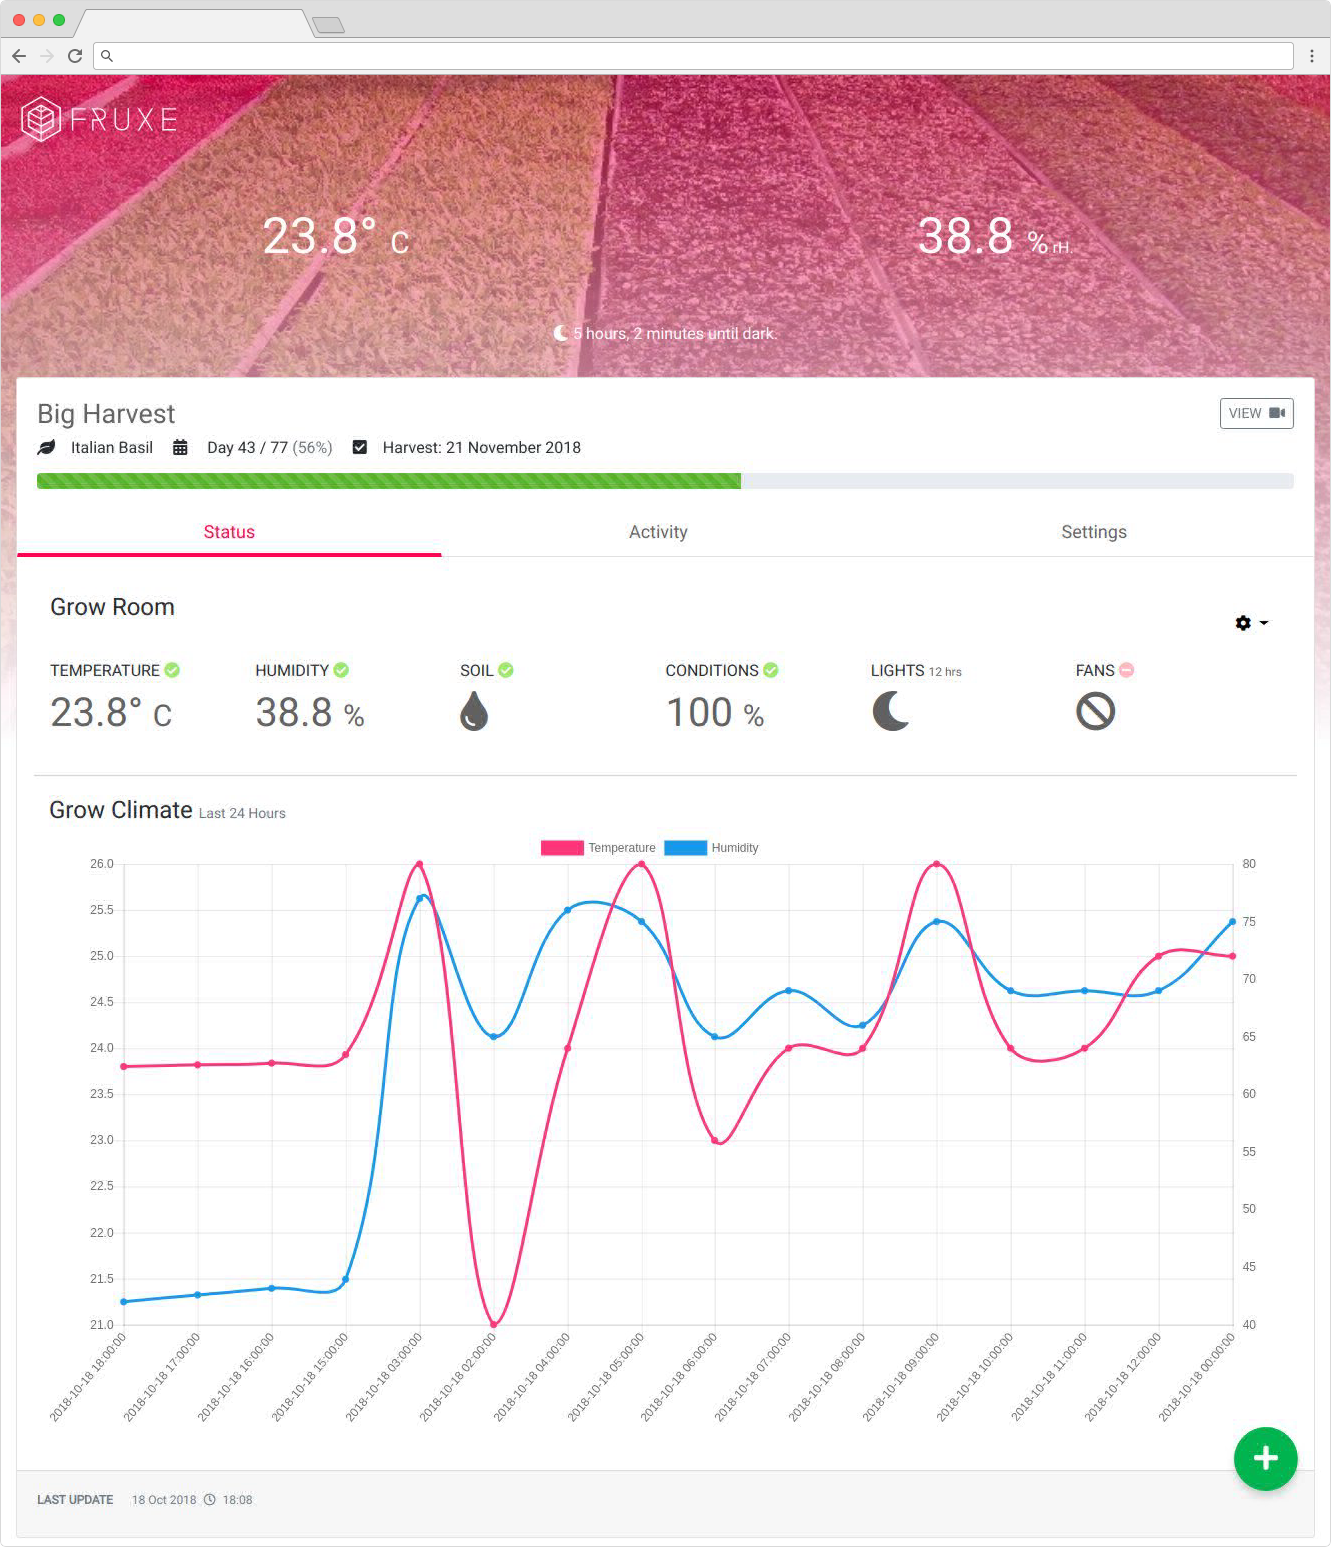 FRUXE
23.8° C
38.8 % rH.
5 hours, 2 minutes until dark.
Big Harvest
VIEW
Italian Basil Day 43 / 77 (56%) Harvest: 21 November 2018
Status Activity Settings
Grow Room
TEMPERATURE HUMIDITY SOIL CONDITIONS LIGHTS 12 hrs FANS
23.8° C 38.8 % 100 %
Grow Climate Last 24 Hours
Temperature Humidity
26.0
25.5
25.0
24.5
24.0
23.5
23.0
22.5
22.0
21.5
21.0
80
75
70
65
60
55
50
45
40
2018-10-18 18:00:00
2018-10-18 17:00:00
2018-10-18 16:00:00
2018-10-18 15:00:00
2018-10-18 03:00:00
2018-10-18 02:00:00
2018-10-18 04:00:00
2018-10-18 05:00:00
2018-10-18 06:00:00
2018-10-18 07:00:00
2018-10-18 08:00:00
2018-10-18 09:00:00
2018-10-18 10:00:00
2018-10-18 11:00:00
2018-10-18 12:00:00
2018-10-18 00:00:00
LAST UPDATE 18 Oct 2018 18:08